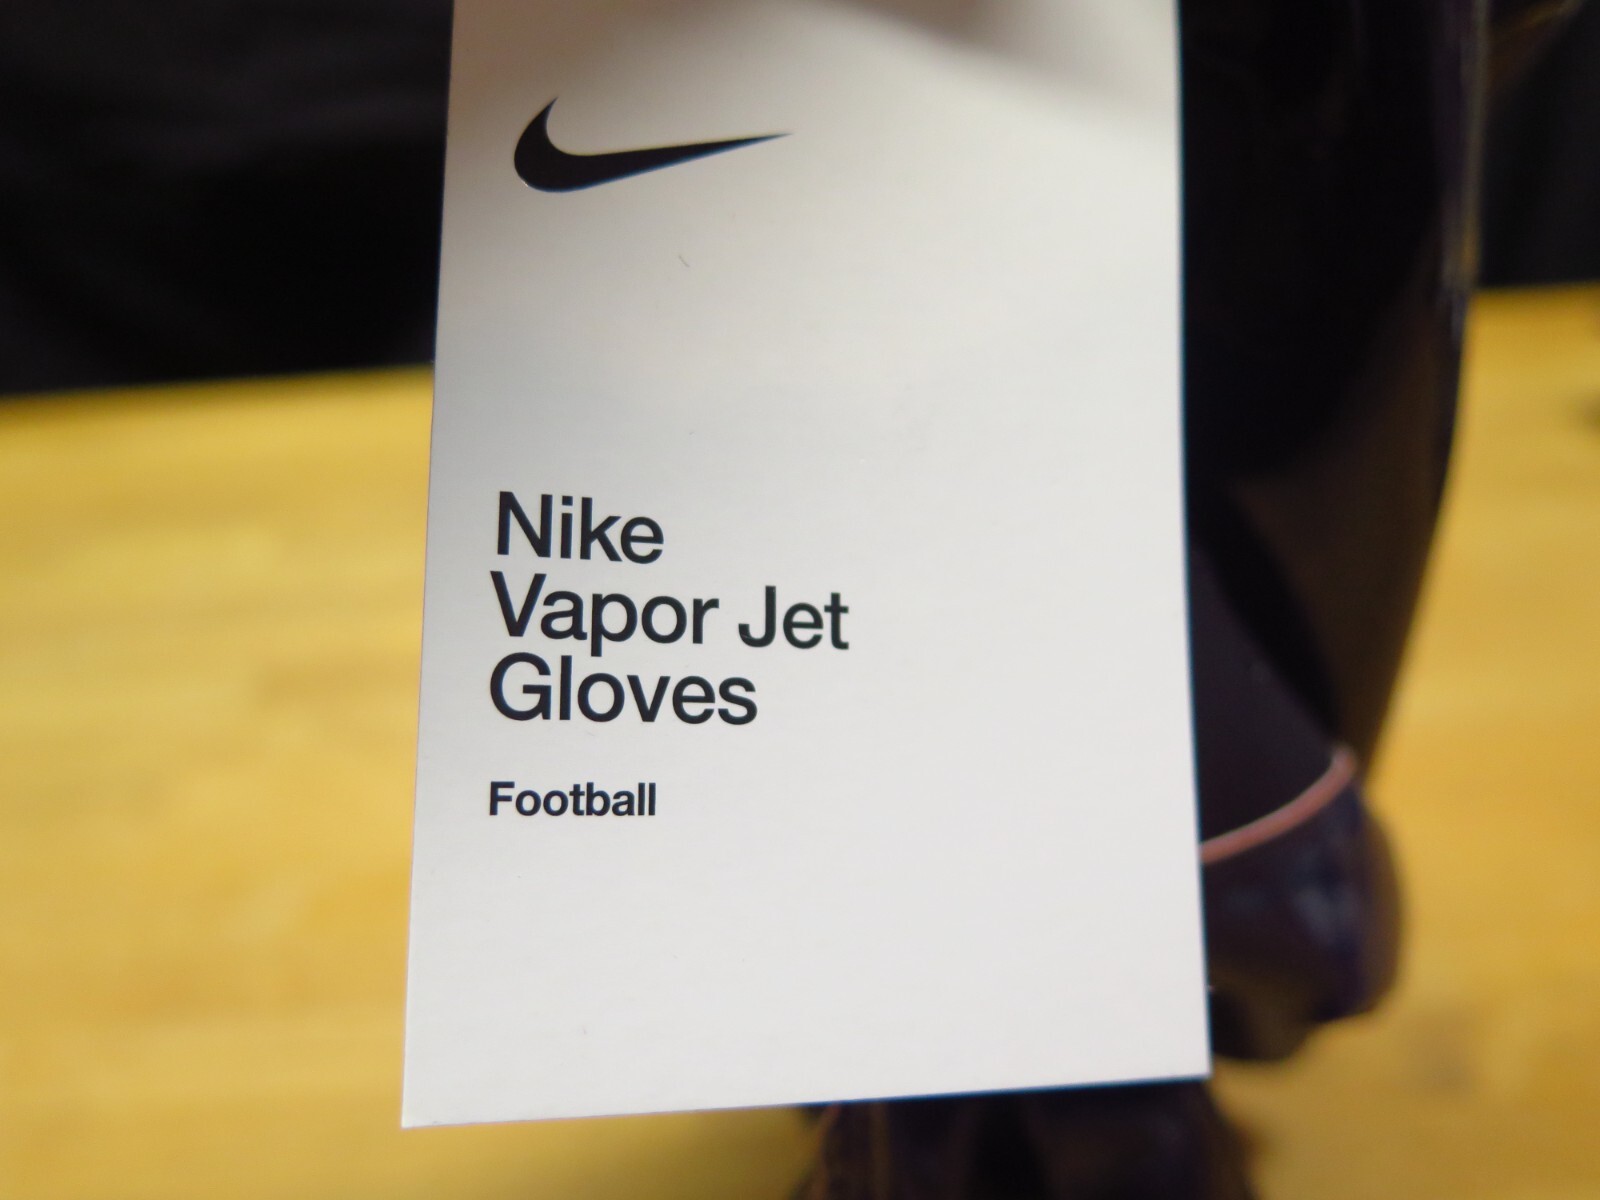 Nike
Vapor Jet
Gloves
Football